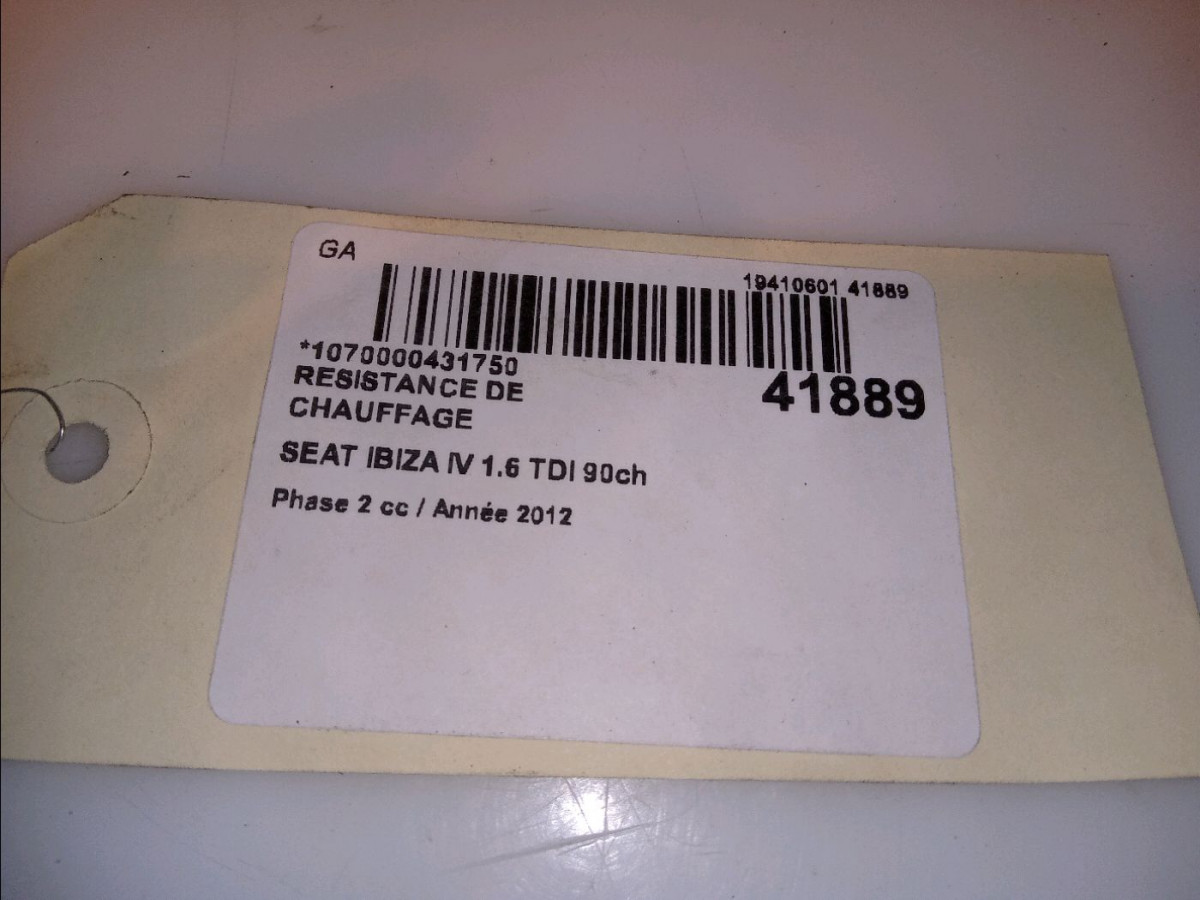 GA
19410601 41889
*1070000431750
41889
RESISTANCE DE
CHAUFFAGE
SEAT IBIZA IV 1.6 TDI 90ch
Phase 2 cc / Année 2012